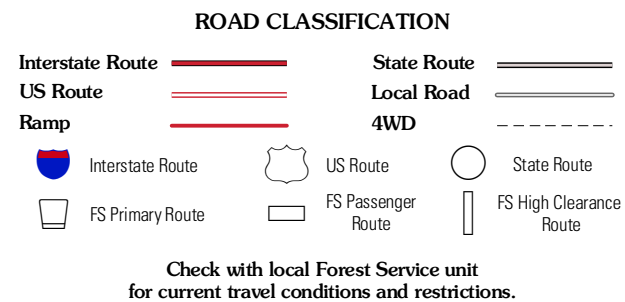 ROAD CLASSIFICATION
Interstate Route
State Route
US Route
Local Road
Ramp
4WD
Interstate Route
US Route
State Route
FS Primary Route
FS Passenger
Route
FS High Clearance
Route
Check with local Forest Service unit
for current travel conditions and restrictions.